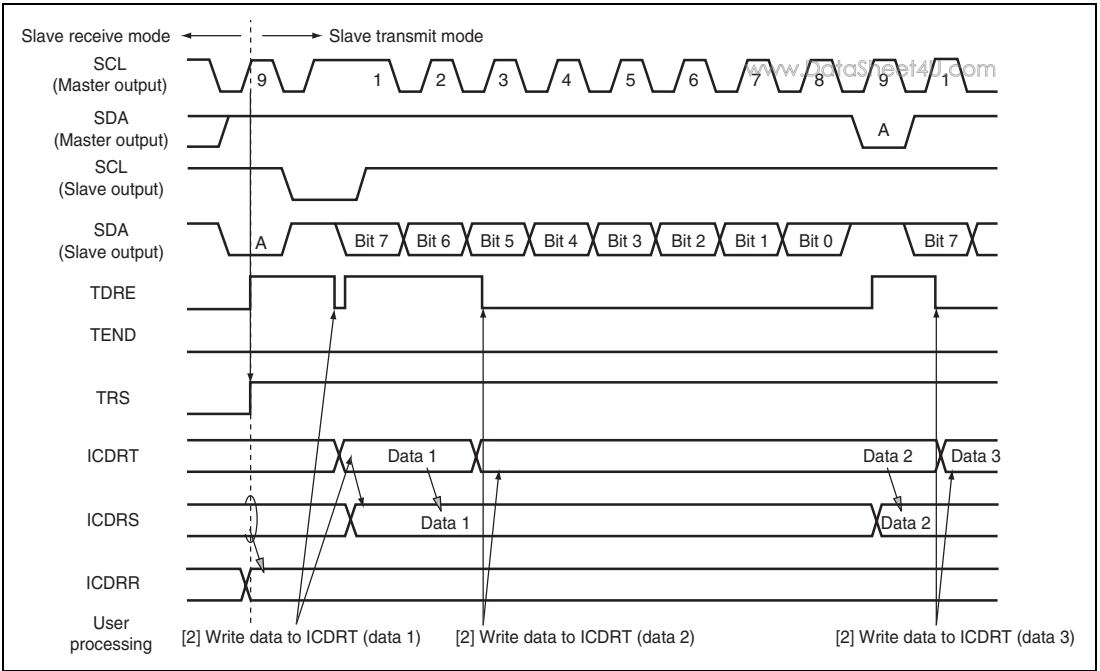 Slave receive mode
Slave transmit mode
SCL
(Master output)
9 1 2 3 4 5 6 7 8 9 1
www.DataSheet4U.com
SDA
(Master output)
A
SCL
(Slave output)
SDA
(Slave output)
A Bit 7 Bit 6 Bit 5 Bit 4 Bit 3 Bit 2 Bit 1 Bit 0 Bit 7
TDRE
TEND
TRS
ICDRT
Data 1 Data 2 Data 3
ICDRS
Data 1 Data 2
ICDRR
User
processing
[2] Write data to ICDRT (data 1) [2] Write data to ICDRT (data 2) [2] Write data to ICDRT (data 3)